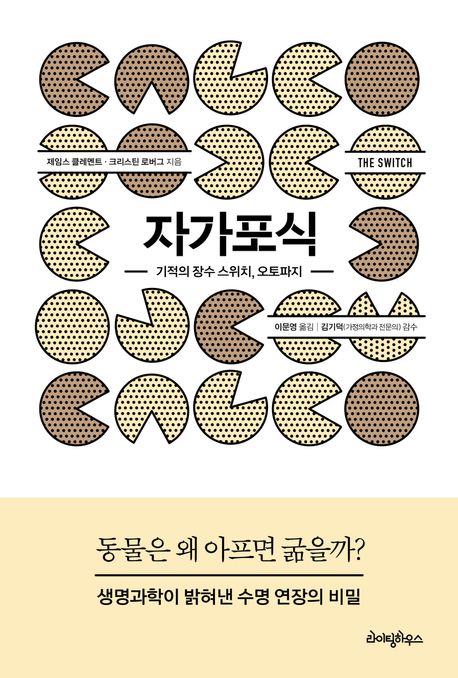 제임스 클레멘트 · 크리스틴 로버그 지음
THE SWITCH
자가포식
기적의 장수 스위치, 오토파지
이문영 옮김 | 김기덕(가정의학과 전문의) 감수
동물은 왜 아프면 굶을까?
생명과학이 밝혀낸 수명 연장의 비밀
라이팅하우스